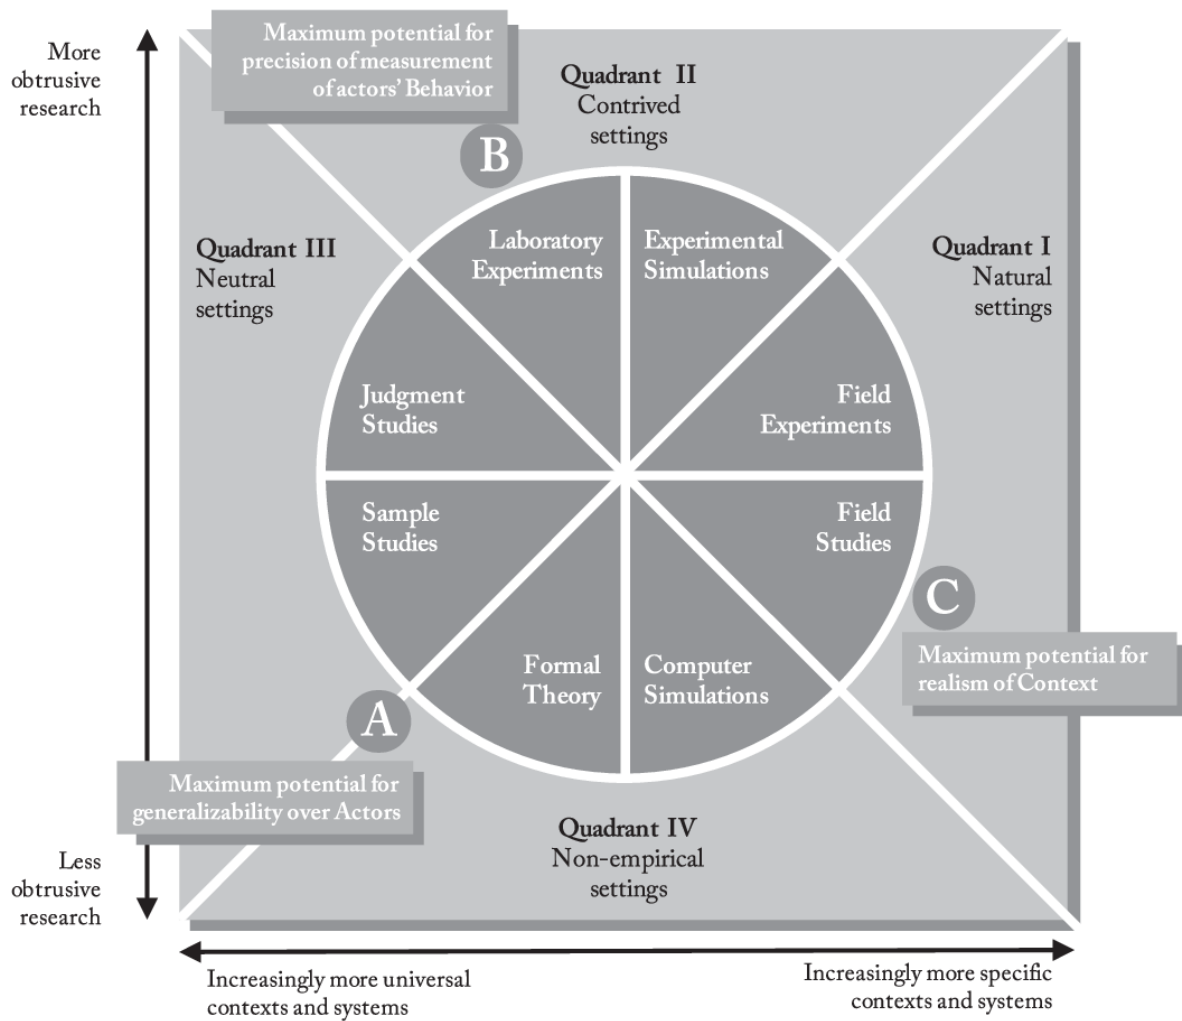 More
obtrusive
research
Maximum potential for
precision of measurement
of actors' Behavior
B
Quadrant II
Contrived
settings
Quadrant III
Neutral
settings
Quadrant I
Natural
settings
Laboratory
Experiments
Experimental
Simulations
Judgment
Studies
Field
Experiments
Sample
Studies
Field
Studies
C
Maximum potential for
realism of Context
Formal
Theory
Computer
Simulations
A
Maximum potential for
generalizability over Actors
Quadrant IV
Non-empirical
settings
Less
obtrusive
research
Increasingly more universal
contexts and systems
Increasingly more specific
contexts and systems